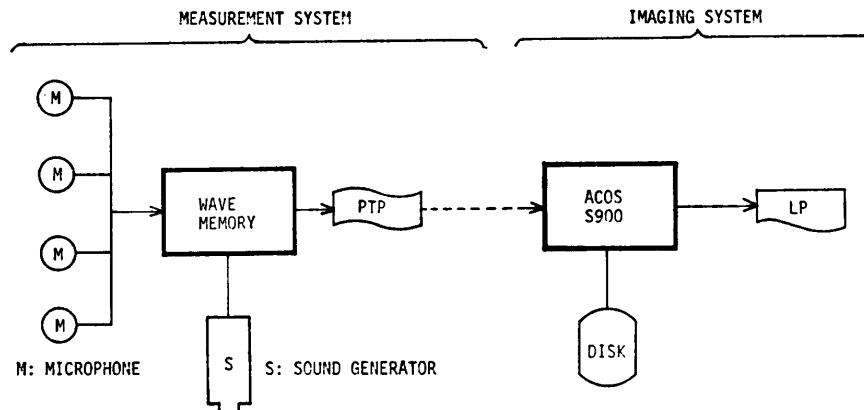 MEASUREMENT SYSTEM
IMAGING SYSTEM
M
M
M
M
WAVE
MEMORY
PTP
ACOS
S900
LP
S
DISK
M: MICROPHONE
S: SOUND GENERATOR